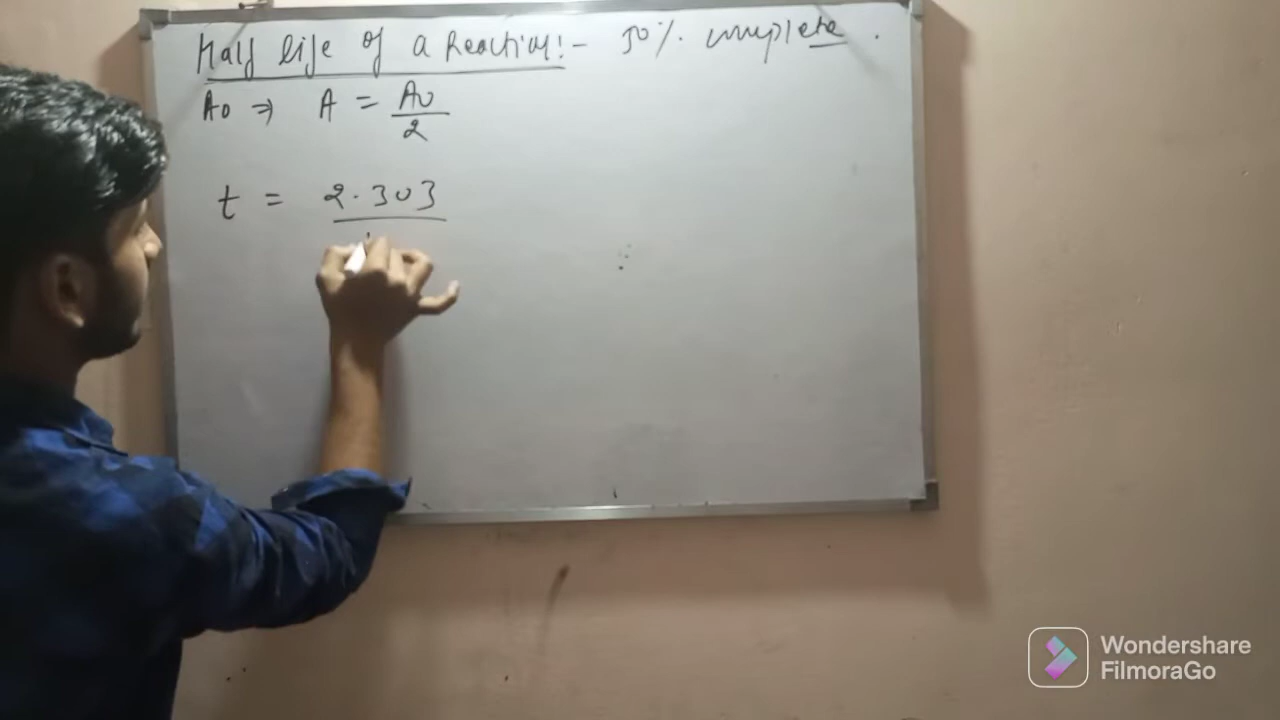 Half life of a Reaction:- 50% complete.
A0 ⇒ A = A0/2
t = 2.303
Wondershare
FilmoraGo